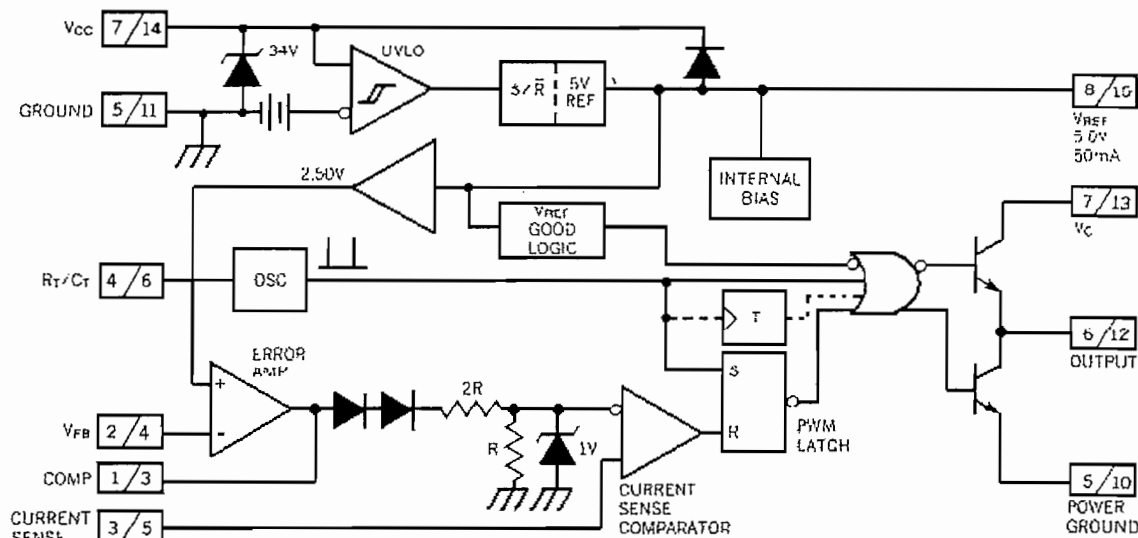 VCC 7/14
34V
UVLO
S/R̅
5V
REF
8/10
VREF
5.0V
50mA
GROUND 5/11
2.50V
INTERNAL
BIAS
VREF
GOOD
LOGIC
7/13
VC
RT/CT 4/6
OSC
T
6/12
OUTPUT
ERROR
AMP
+
-
2R
S
R
PWM
LATCH
VFB 2/4
R
1V
COMP 1/3
CURRENT
SENSE
COMPARATOR
5/10
POWER
GROUND
CURRENT
SENSE
3/5